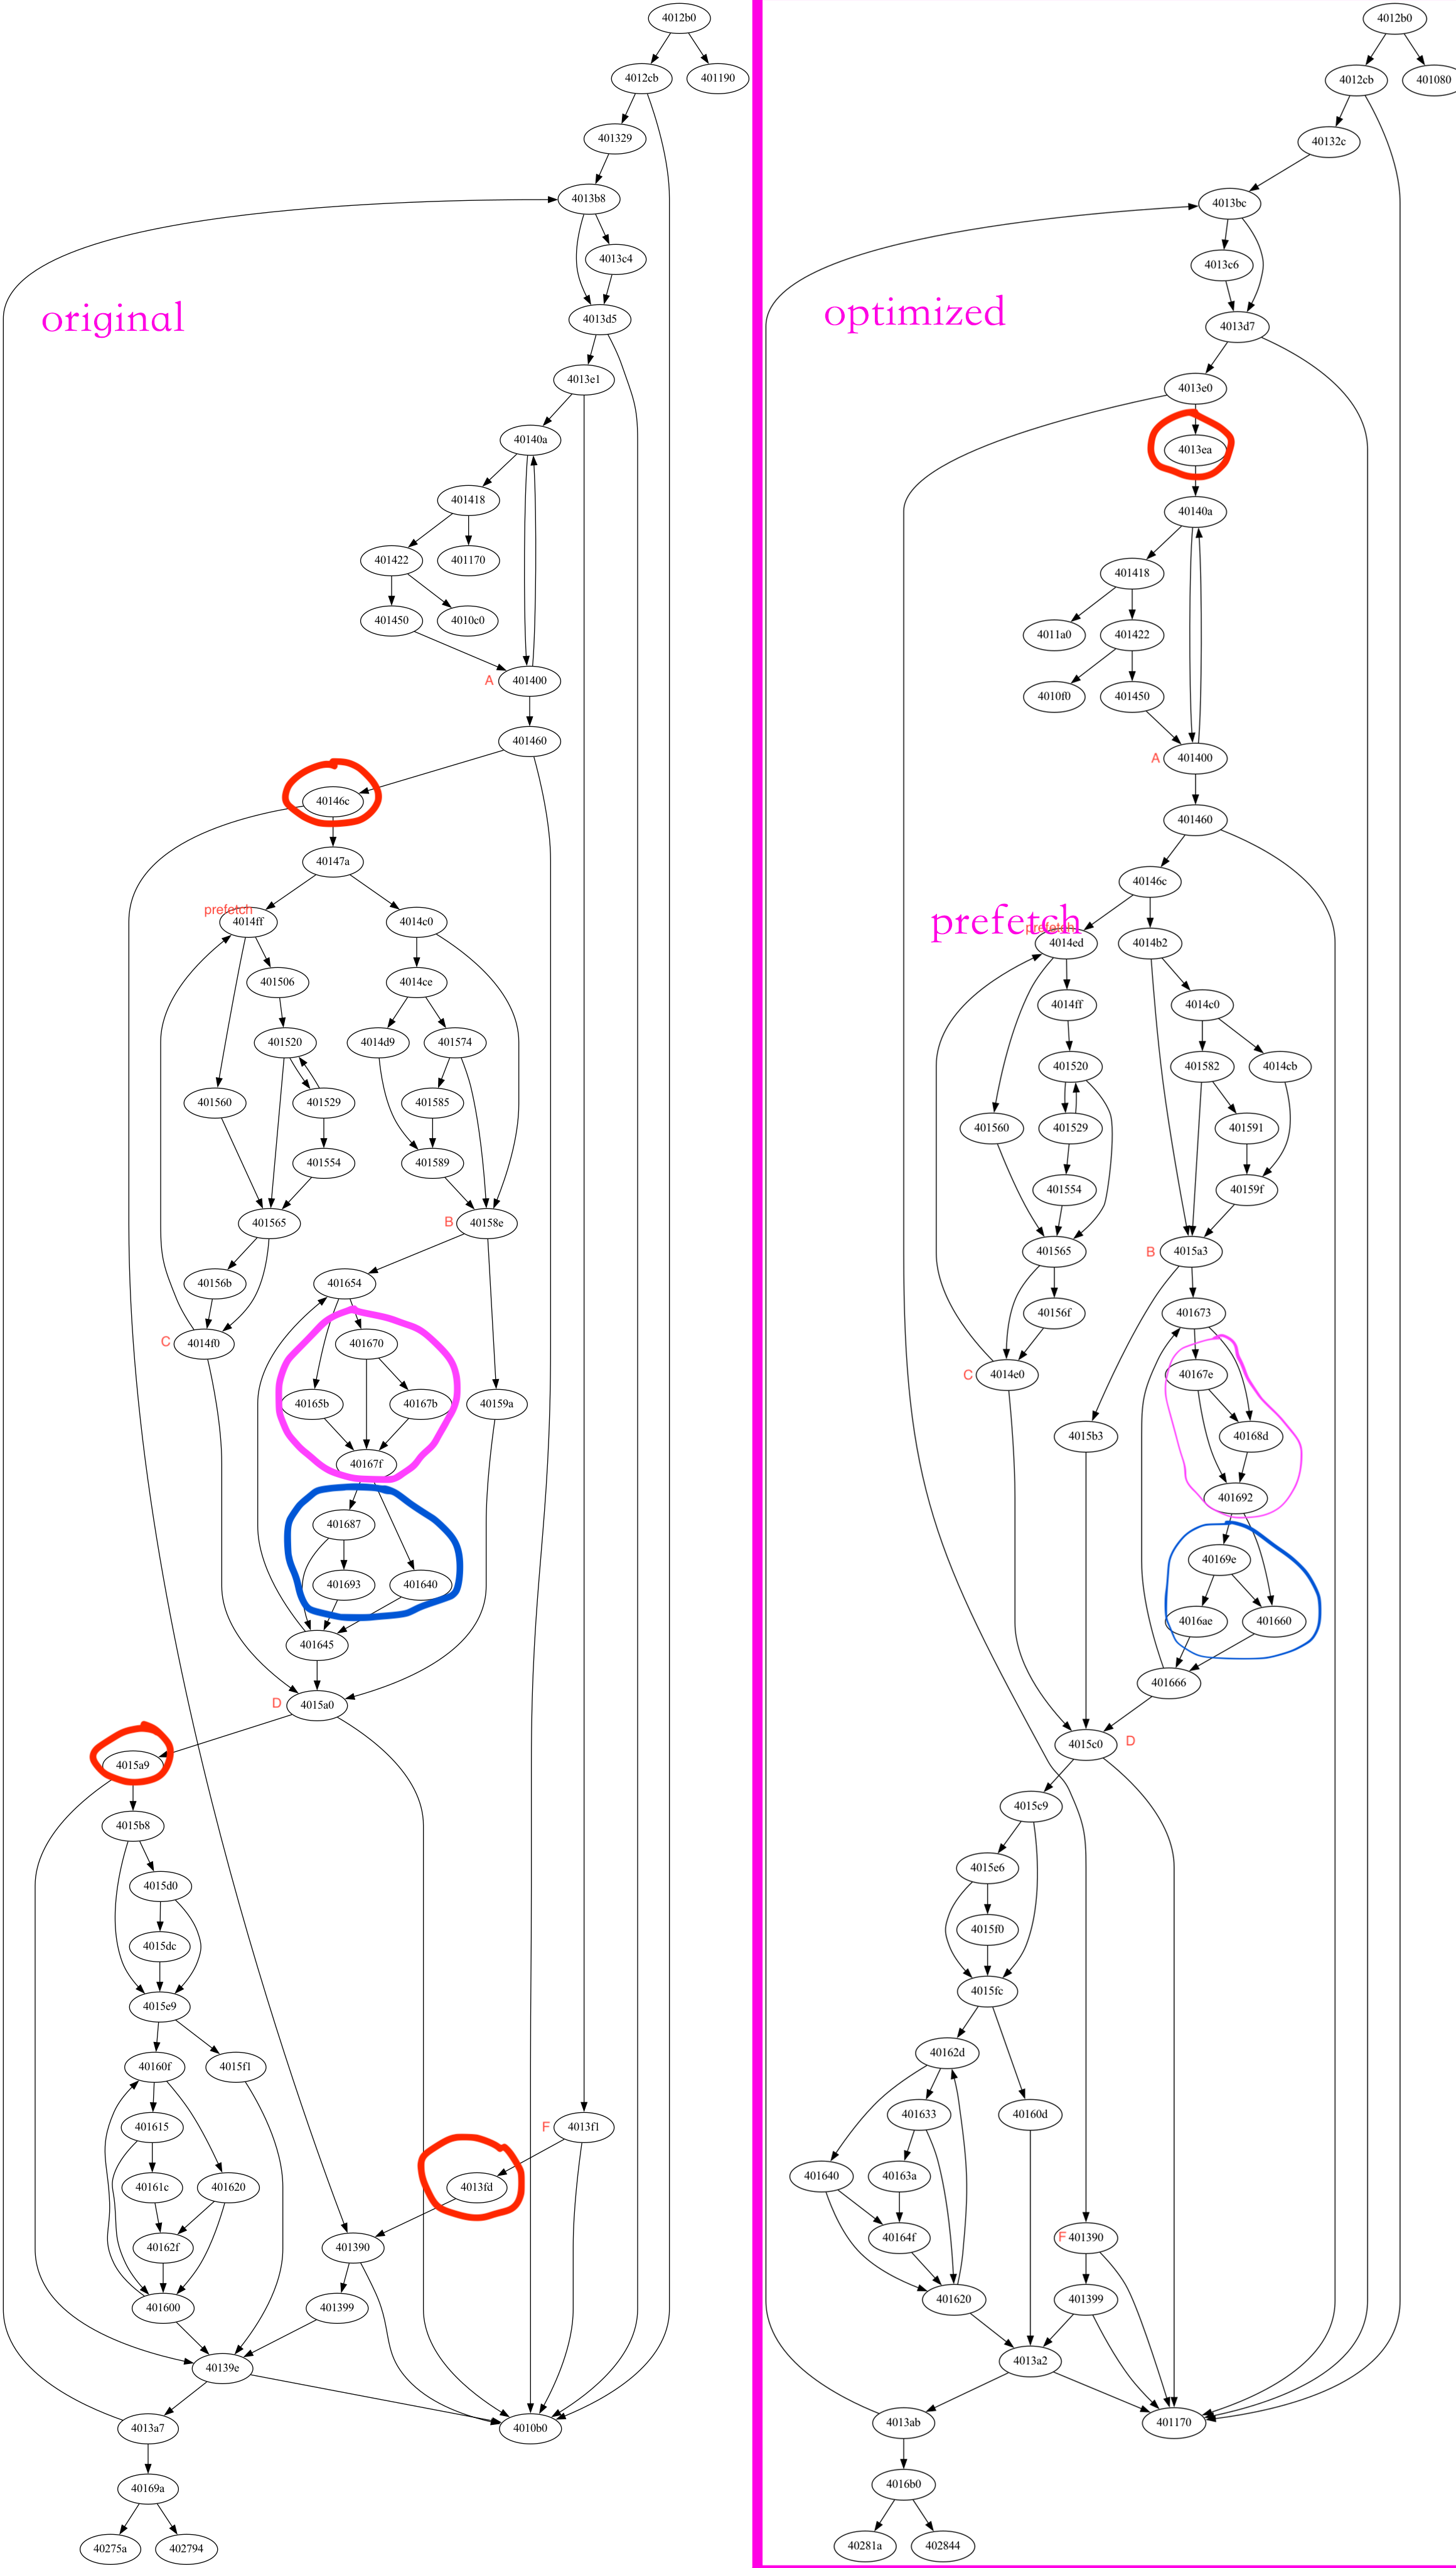 4012b0
4012cb 401190
401329
4013b8
4013c4
original
4013d5
4013e1
40140a
401418
401422 401170
401450 4010c0
A 401400
401460
40146c
40147a
prefetch
4014ff 4014c0
401506 4014ce
401520 4014d9 401574
401560 401529 401585
401554 401589
401565 B 40158e
40156b 401654
C 4014f0 401670
40165b 40167b 40159a
40167f
401687
401693 401640
401645
D 4015a0
4015a9
4015b8
4015d0
4015dc
4015e9
40160f 4015f1
401615 F 4013f1
40161c 401620 4013fd
40162f 401390
401600 401399
40139e
4013a7 4010b0
40169a
40275a 402794
4012b0
4012cb 401080
40132c
4013bc
4013c6
optimized
4013d7
4013e0
4013ea
40140a
401418
4011a0 401422
4010f0 401450
A 401400
401460
40146c
prefetch
prefetch
4014ed 4014b2
4014ff 4014c0
401520 401582 4014cb
401560 401529 401591
401554 40159f
401565 B 4015a3
40156f 401673
C 4014e0 40167e
4015b3 40168d
401692
40169e
4016ae 401660
401666
4015c0 D
4015c9
4015e6
4015f0
4015fc
40162d
401633 40160d
401640 40163a
40164f F 401390
401620 401399
4013a2
4013ab 401170
4016b0
40281a 402844